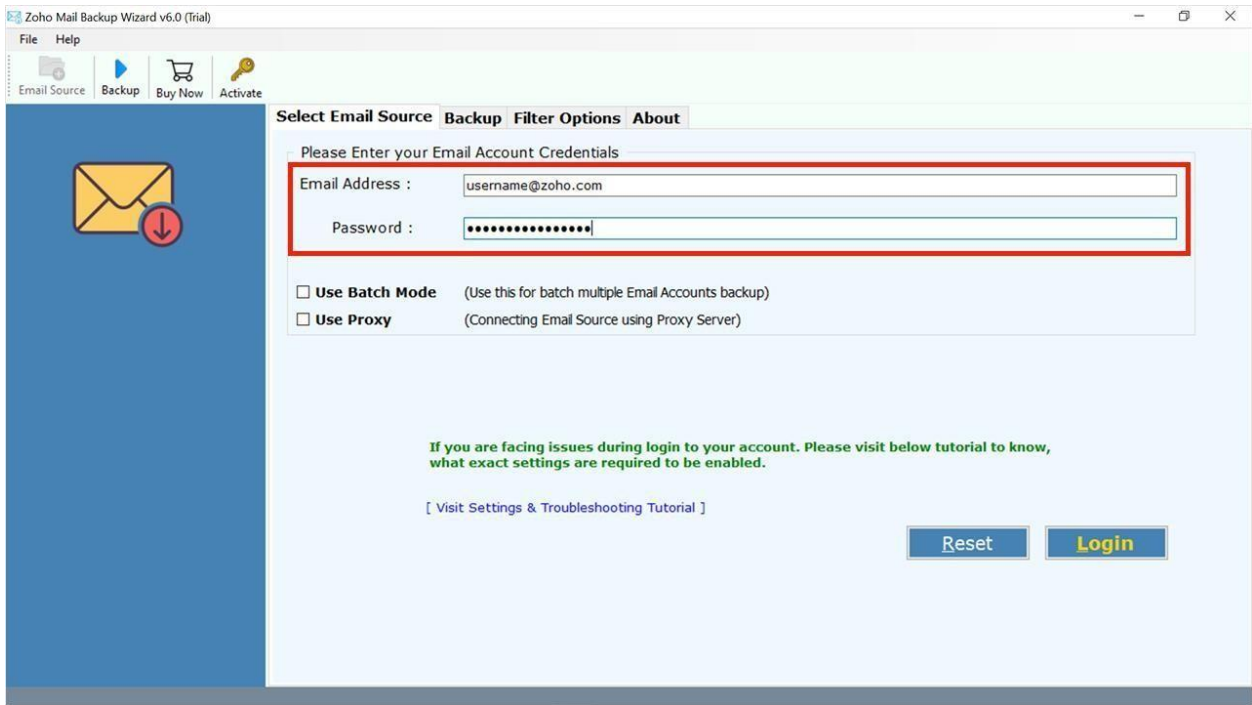 Zoho Mail Backup Wizard v6.0 (Trial)
File Help
Email Source Backup Buy Now Activate
Select Email Source Backup Filter Options About
Please Enter your Email Account Credentials
Email Address : username@zoho.com
Password : ••••••••••••••••
Use Batch Mode (Use this for batch multiple Email Accounts backup)
Use Proxy (Connecting Email Source using Proxy Server)
If you are facing issues during login to your account. Please visit below tutorial to know,
what exact settings are required to be enabled.
[ Visit Settings & Troubleshooting Tutorial ]
Reset Login